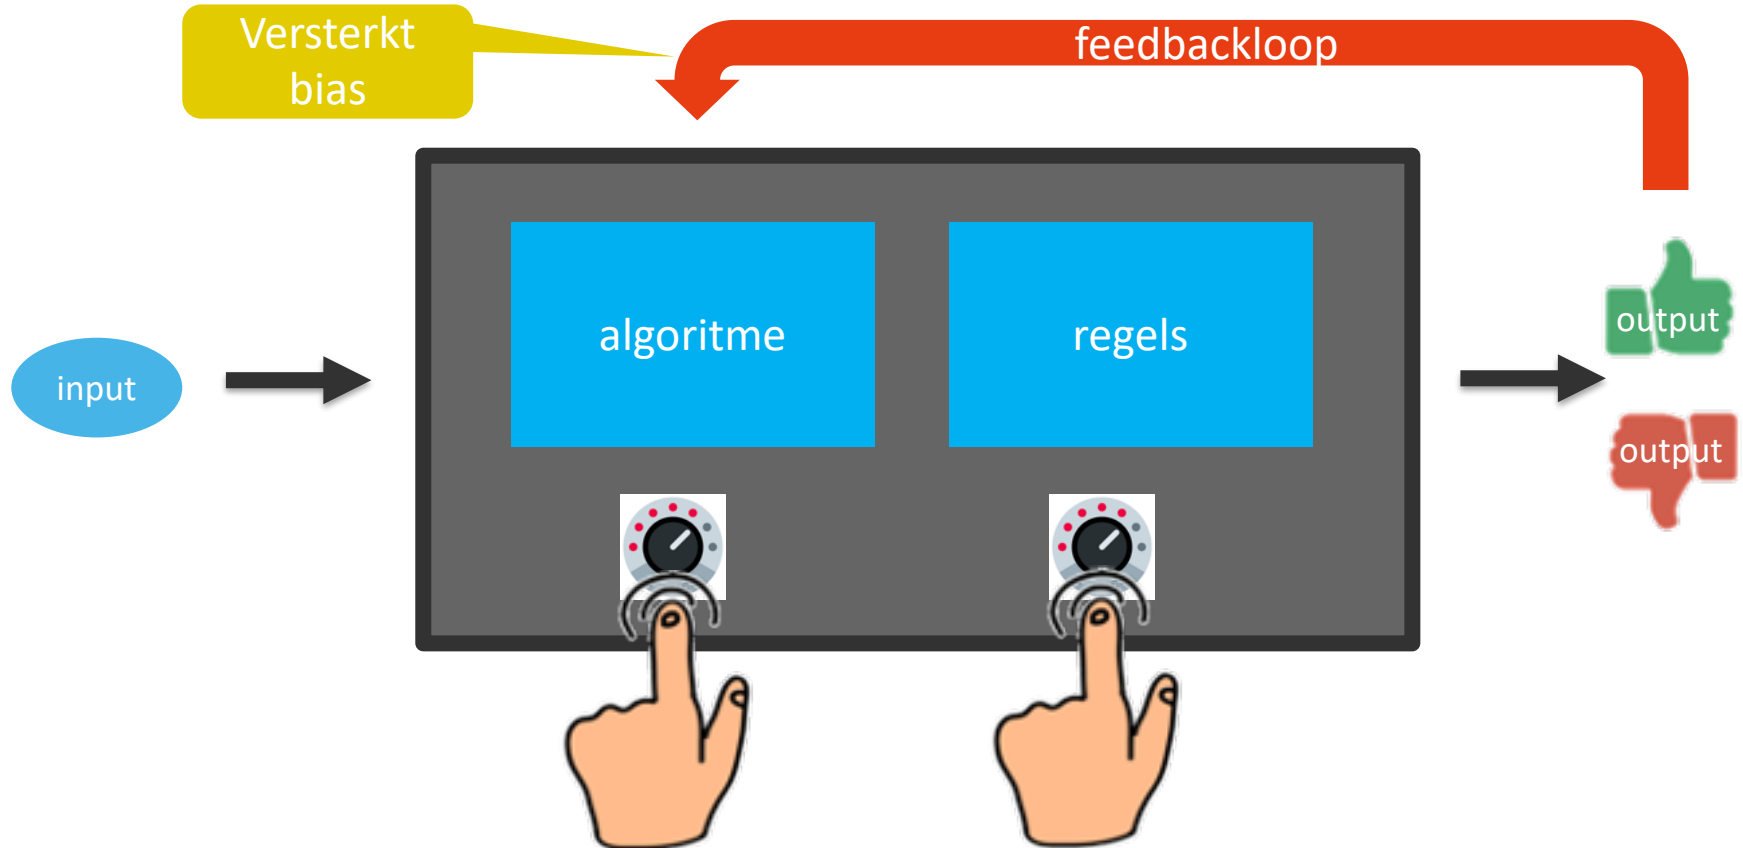 Versterkt
bias
feedbackloop
algoritme
regels
input
output
output